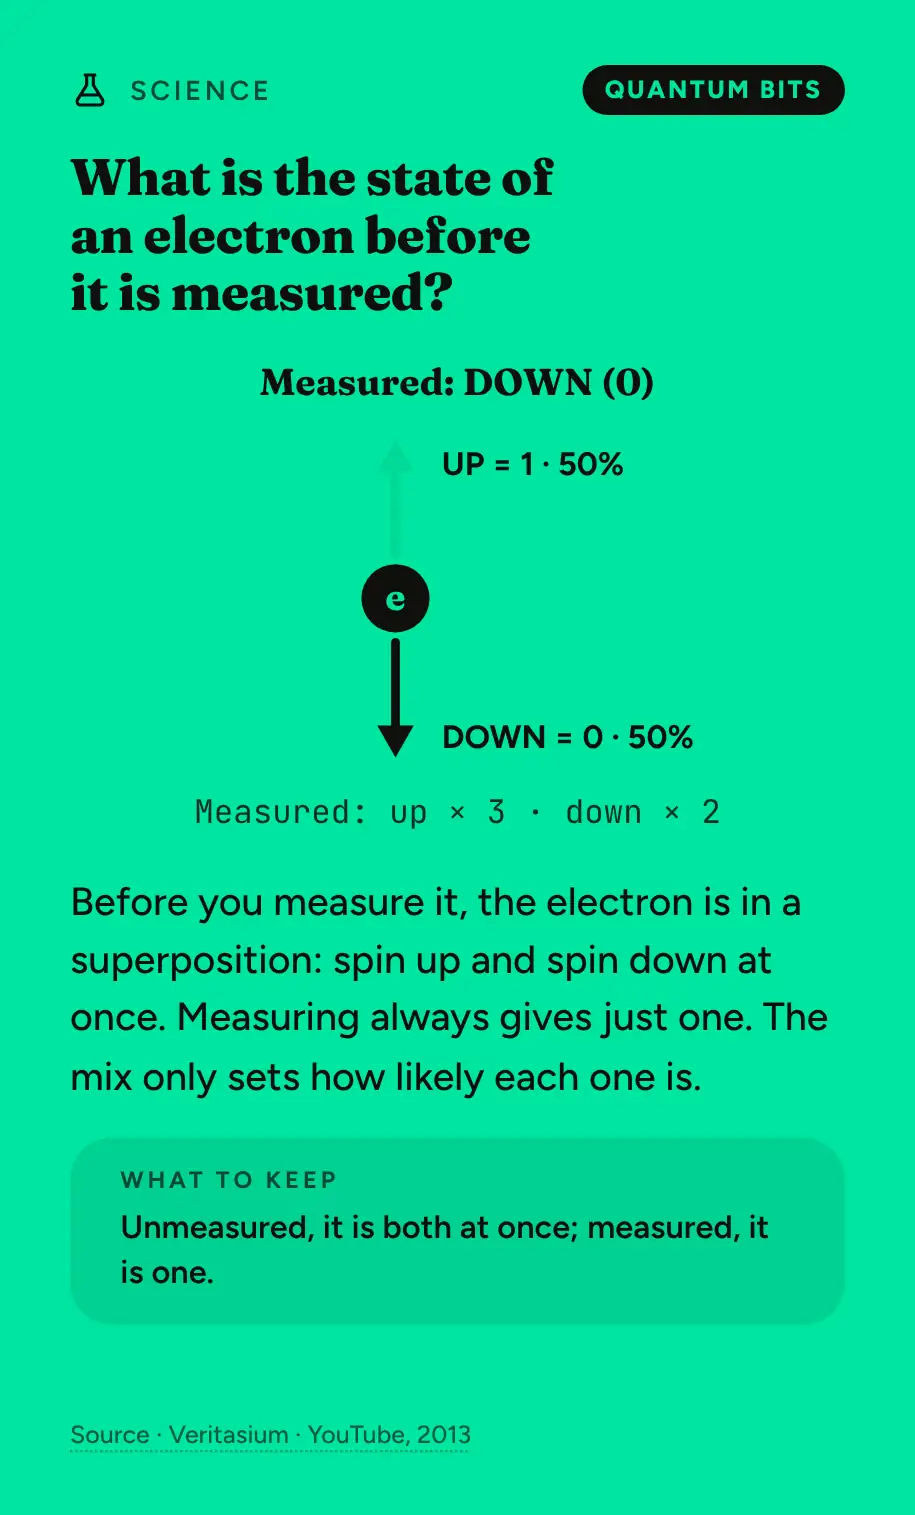 SCIENCE
QUANTUM BITS
What is the state of
an electron before
it is measured?
Measured: DOWN (0)
UP = 1 · 50%
e
DOWN = 0 · 50%
Measured: up × 3 · down × 2
Before you measure it, the electron is in a
superposition: spin up and spin down at
once. Measuring always gives just one. The
mix only sets how likely each one is.
WHAT TO KEEP
Unmeasured, it is both at once; measured, it
is one.
Source · Veritasium · YouTube, 2013